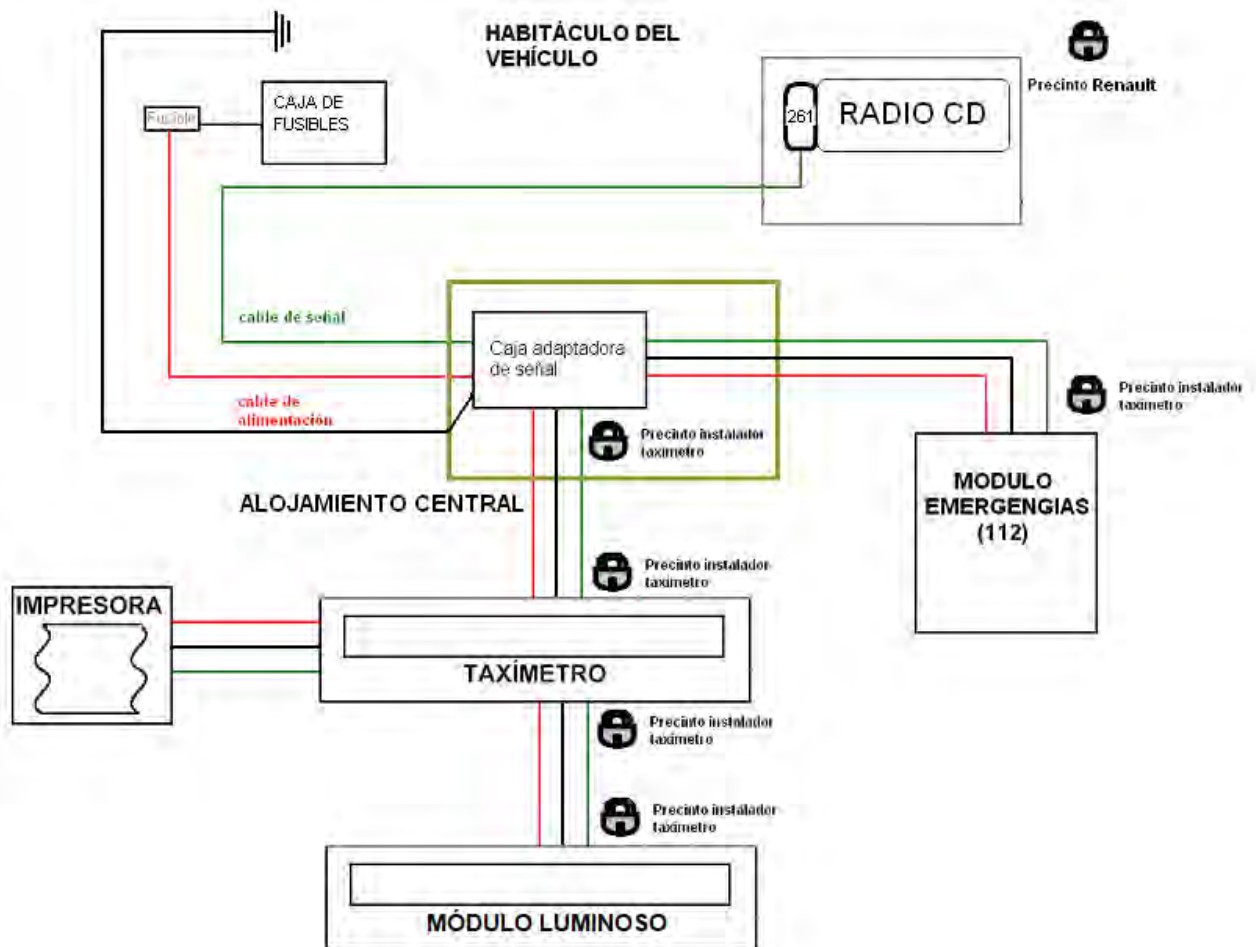 HABITÁCULO DEL
VEHÍCULO
Precinto Renault
Fusible
CAJA DE
FUSIBLES
261
RADIO CD
cable de señal
Caja adaptadora
de señal
cable de
alimentación
Precinto instalador
taxímetro
Precinto instalador
taxímetro
MODULO
EMERGENGIAS
(112)
ALOJAMIENTO CENTRAL
Precinto instalador
taxímetro
IMPRESORA
TAXÍMETRO
Precinto instalador
taxímetro
Precinto instalador
taxímetro
MÓDULO LUMINOSO